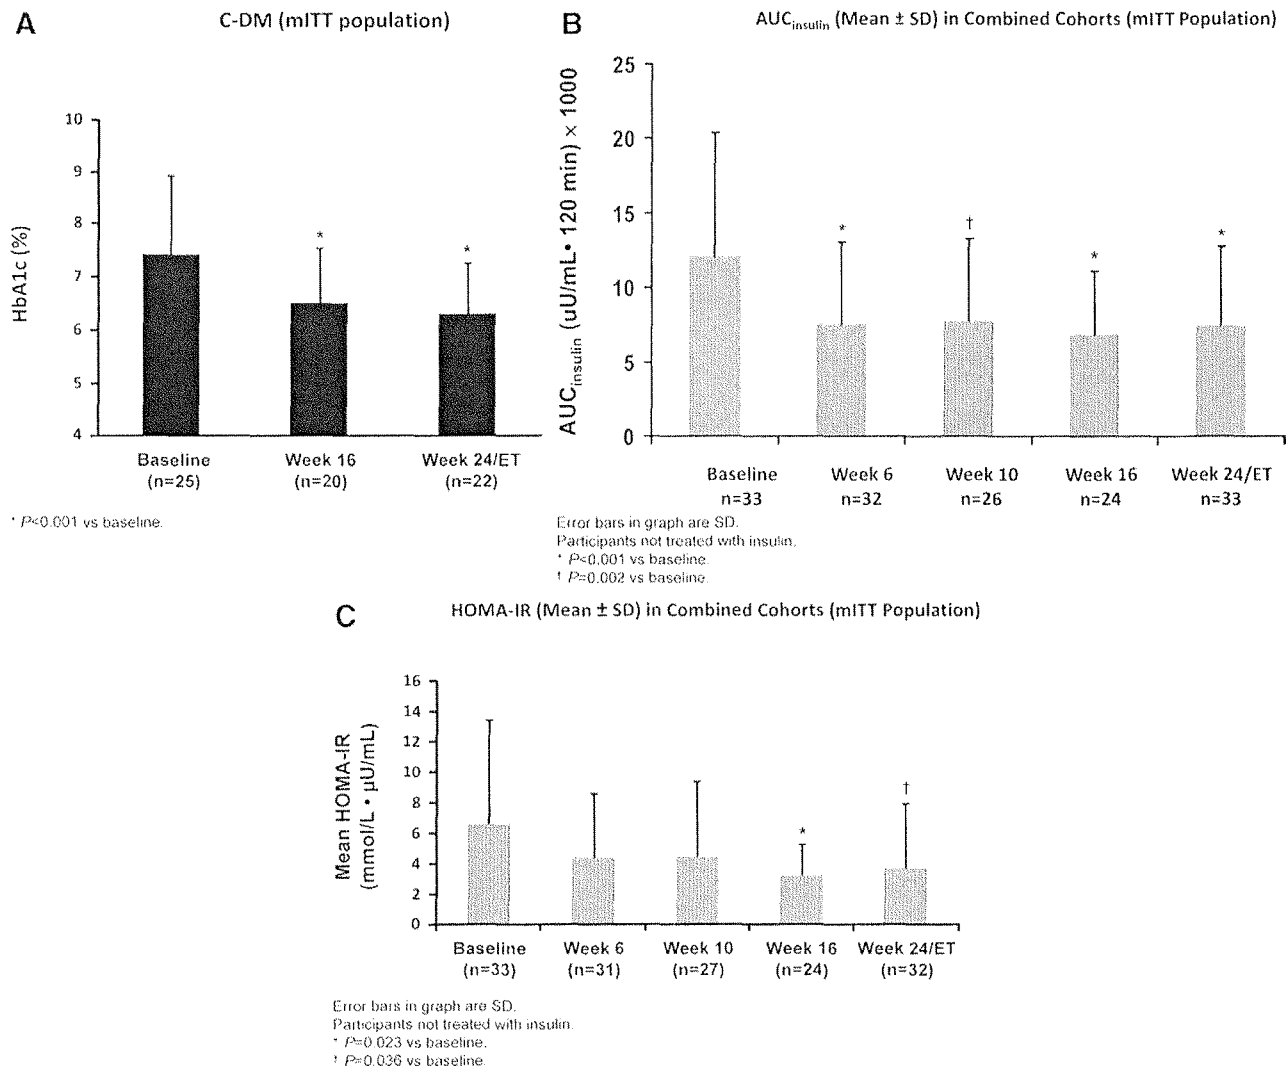 A
C-DM (mITT population)
HbA1c (%)
10
9
8
7
6
5
4
*
*
Baseline
(n=25)
Week 16
(n=20)
Week 24/ET
(n=22)
* P<0.001 vs baseline.
B
AUCinsulin (Mean ± SD) in Combined Cohorts (mITT Population)
AUCinsulin (uU/mL• 120 min) × 1000
25
20
15
10
5
0
*
†
*
*
Baseline
n=33
Week 6
n=32
Week 10
n=26
Week 16
n=24
Week 24/ET
n=33
Error bars in graph are SD.
Participants not treated with insulin.
* P<0.001 vs baseline.
† P=0.002 vs baseline.
C
HOMA-IR (Mean ± SD) in Combined Cohorts (mITT Population)
Mean HOMA-IR
(mmol/L • µU/mL)
16
14
12
10
8
6
4
2
0
*
†
Baseline
(n=33)
Week 6
(n=31)
Week 10
(n=27)
Week 16
(n=24)
Week 24/ET
(n=32)
Error bars in graph are SD.
Participants not treated with insulin.
* P=0.023 vs baseline.
† P=0.036 vs baseline.